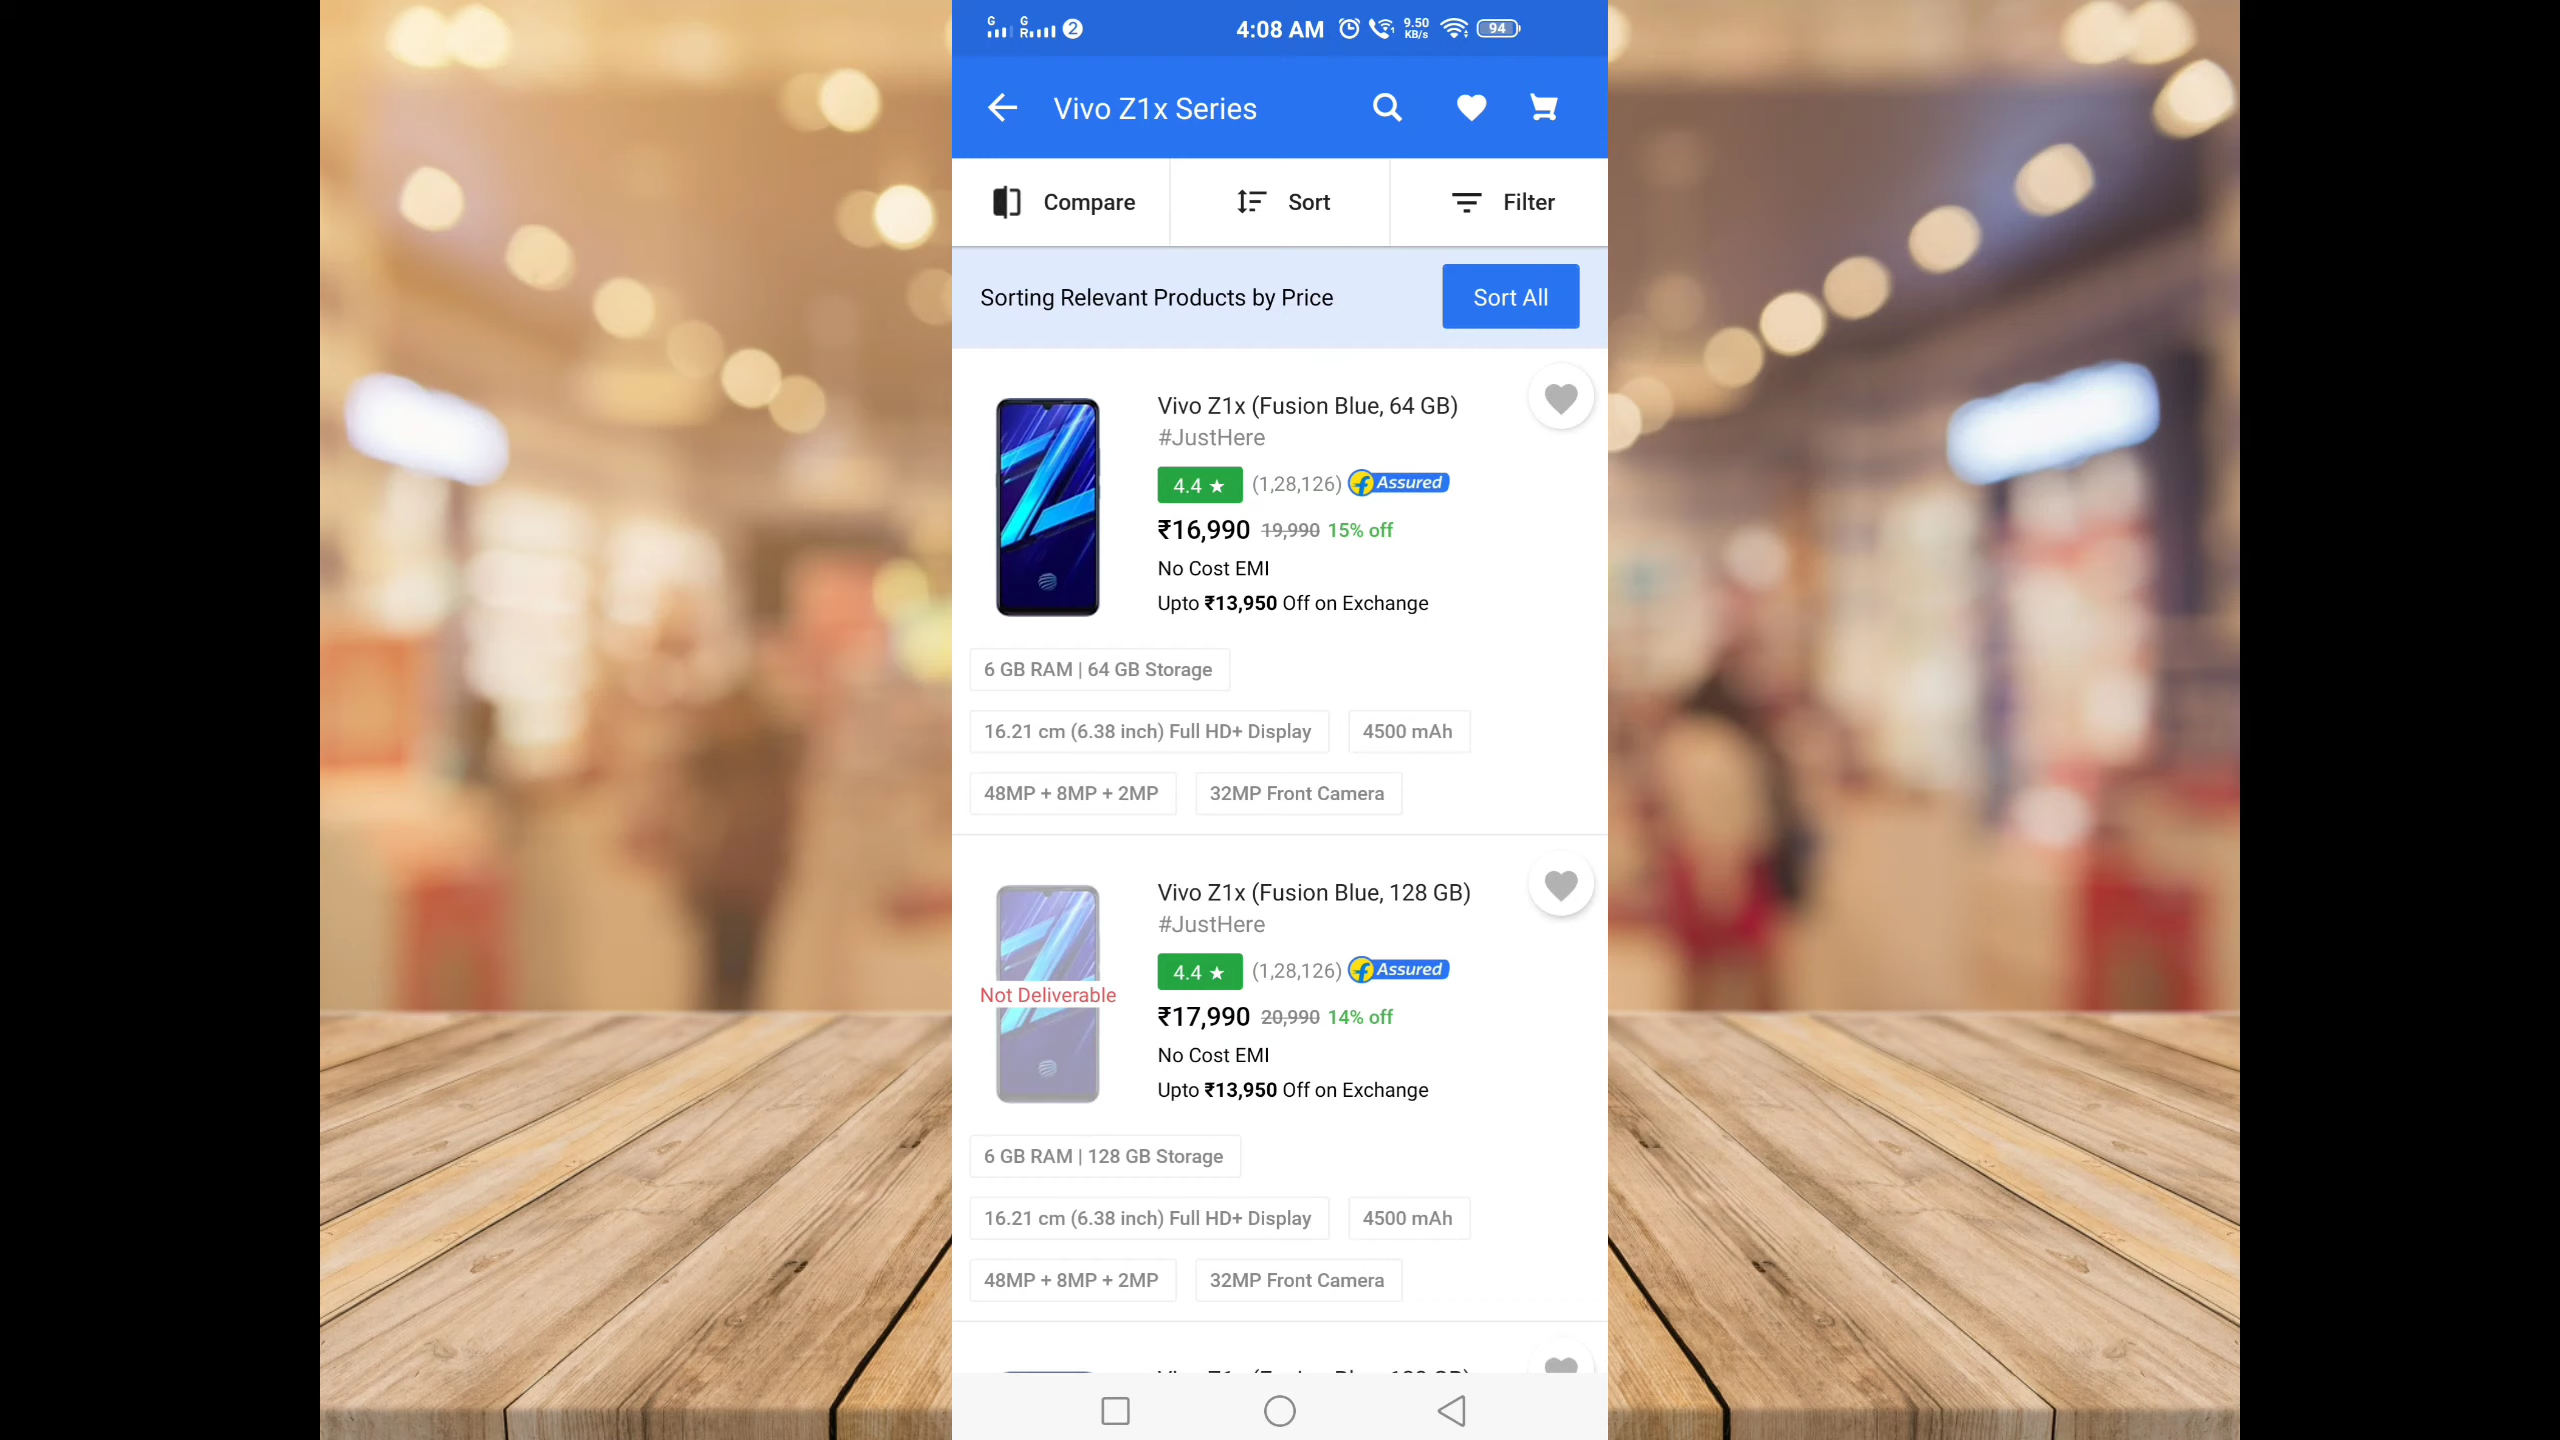 4:08 AM 9.50 KB/s 94
Vivo Z1x Series
Compare Sort Filter
Sorting Relevant Products by Price Sort All
Vivo Z1x (Fusion Blue, 64 GB)
#JustHere
4.4 ★ (1,28,126) Assured
₹16,990 19,990 15% off
No Cost EMI
Upto ₹13,950 Off on Exchange
6 GB RAM | 64 GB Storage
16.21 cm (6.38 inch) Full HD+ Display 4500 mAh
48MP + 8MP + 2MP 32MP Front Camera
Vivo Z1x (Fusion Blue, 128 GB)
#JustHere
Not Deliverable
4.4 ★ (1,28,126) Assured
₹17,990 20,990 14% off
No Cost EMI
Upto ₹13,950 Off on Exchange
6 GB RAM | 128 GB Storage
16.21 cm (6.38 inch) Full HD+ Display 4500 mAh
48MP + 8MP + 2MP 32MP Front Camera